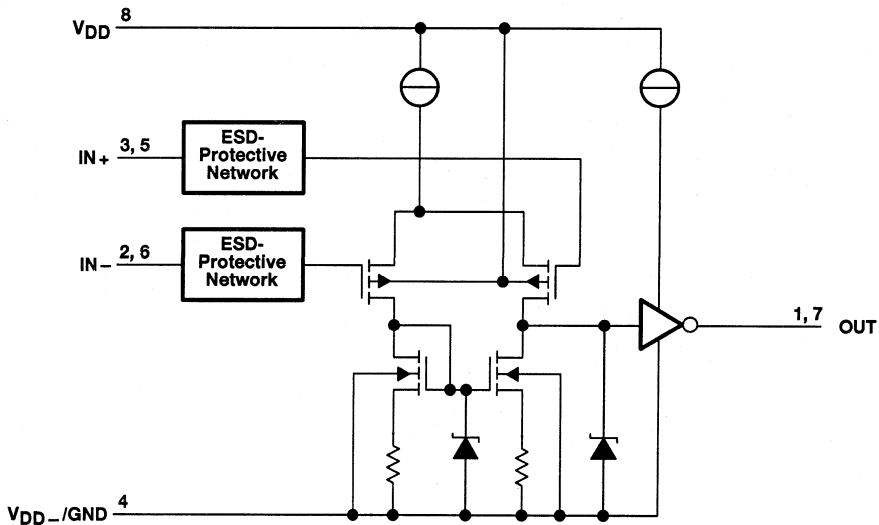 8
VDD
ESD-
Protective
Network
3, 5
IN+
ESD-
Protective
Network
2, 6
IN–
1, 7
OUT
4
VDD–/GND